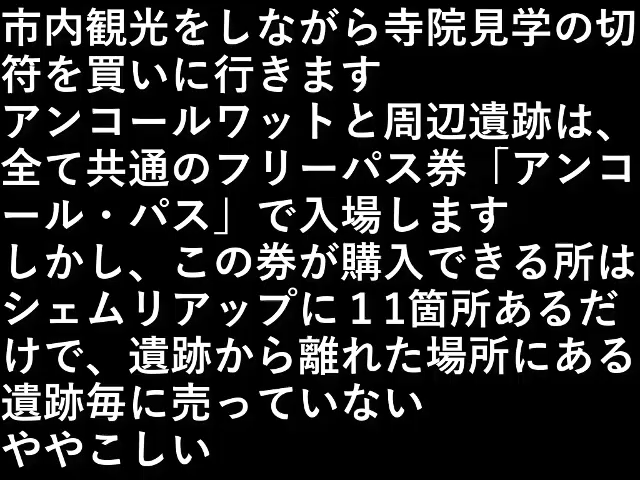 市内観光をしながら寺院見学の切
符を買いに行きます
アンコールワットと周辺遺跡は、
全て共通のフリーパス券「アンコ
ール・パス」で入場します
しかし、この券が購入できる所は
シェムリアップに１1箇所あるだ
けで、遺跡から離れた場所にある
遺跡毎に売っていない
ややこしい